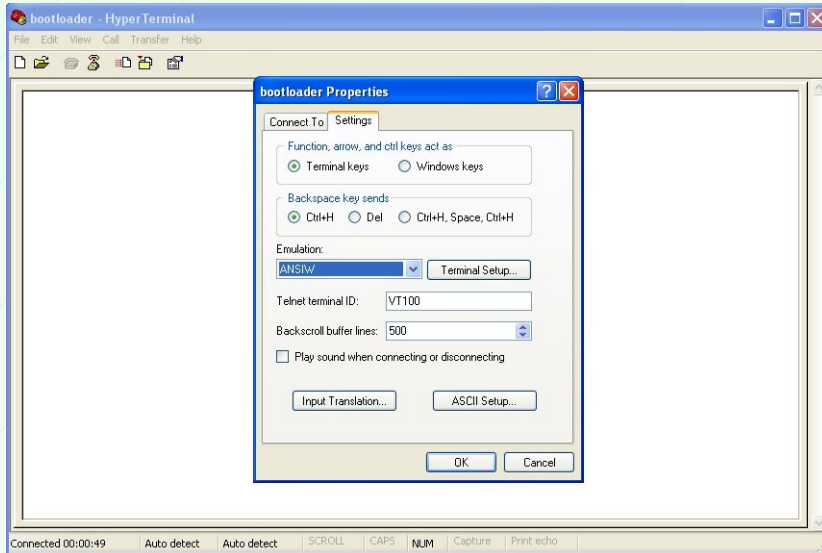 bootloader - HyperTerminal
File Edit View Call Transfer Help
bootloader Properties
Connect To Settings
Function, arrow, and ctrl keys act as
Terminal keys Windows keys
Backspace key sends
Ctrl+H Del Ctrl+H, Space, Ctrl+H
Emulation:
ANSIW Terminal Setup...
Telnet terminal ID: VT100
Backscroll buffer lines: 500
Play sound when connecting or disconnecting
Input Translation... ASCII Setup...
OK Cancel
Connected 00:00:49 Auto detect Auto detect SCROLL CAPS NUM Capture Print echo